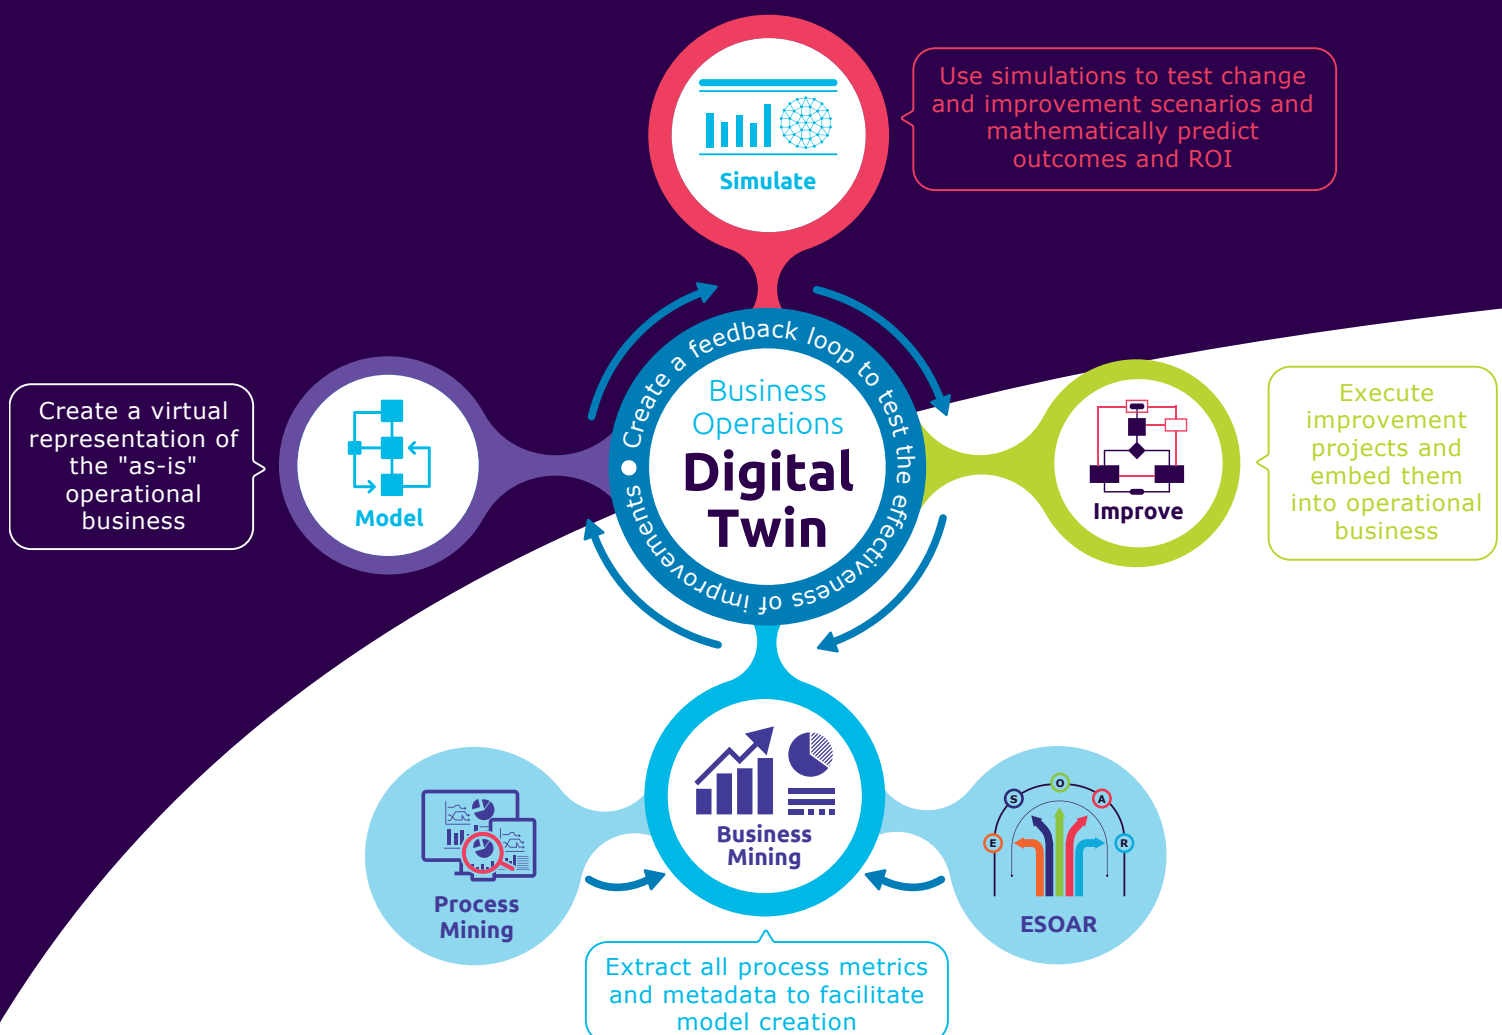 Simulate
Use simulations to test change
and improvement scenarios and
mathematically predict
outcomes and ROI
Create a feedback loop to test the effectiveness of improvements
Business
Operations
Digital
Twin
Create a virtual
representation of
the "as-is"
operational
business
Model
Improve
Execute
improvement
projects and
embed them
into operational
business
Business
Mining
Process
Mining
E
S
O
A
R
ESOAR
Extract all process metrics
and metadata to facilitate
model creation